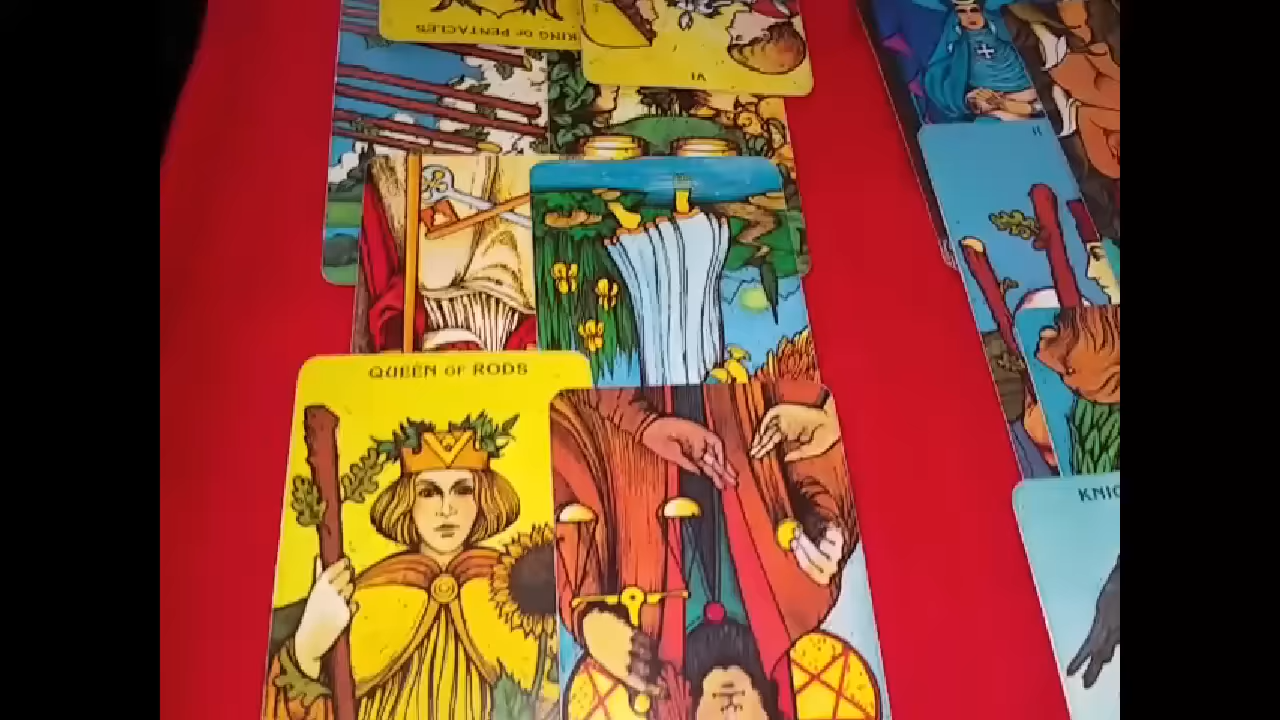 KING OF PENTACLES
VI
II
QUEEN OF RODS
KNIG